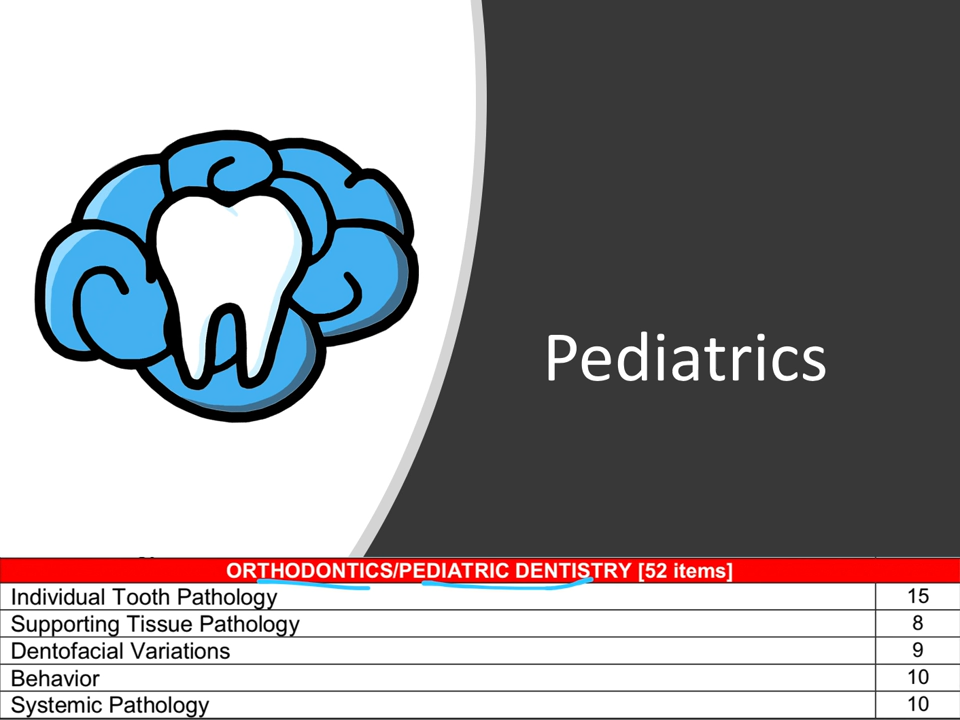 Pediatrics
ORTHODONTICS/PEDIATRIC DENTISTRY [52 items]
Individual Tooth Pathology 15
Supporting Tissue Pathology 8
Dentofacial Variations 9
Behavior 10
Systemic Pathology 10